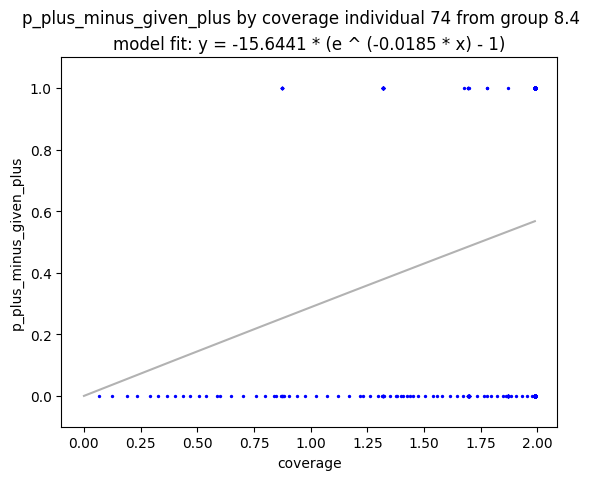 p_plus_minus_given_plus by coverage individual 74 from group 8.4
model fit: y = -15.6441 * (e ^ (-0.0185 * x) - 1)
1.0
0.8
0.6
0.4
0.2
0.0
p_plus_minus_given_plus
0.00 0.25 0.50 0.75 1.00 1.25 1.50 1.75 2.00
coverage